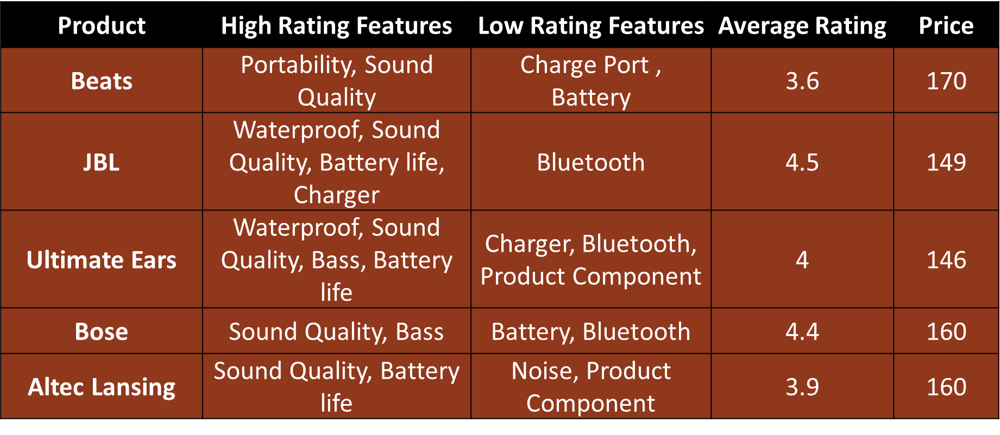 Product High Rating Features Low Rating Features Average Rating Price
Beats
Portability, Sound
Quality
Charge Port ,
Battery
3.6
170
JBL
Waterproof, Sound
Quality, Battery life,
Charger
Bluetooth
4.5
149
Ultimate Ears
Waterproof, Sound
Quality, Bass, Battery
life
Charger, Bluetooth,
Product Component
4
146
Bose
Sound Quality, Bass
Battery, Bluetooth
4.4
160
Altec Lansing
Sound Quality, Battery
life
Noise, Product
Component
3.9
160